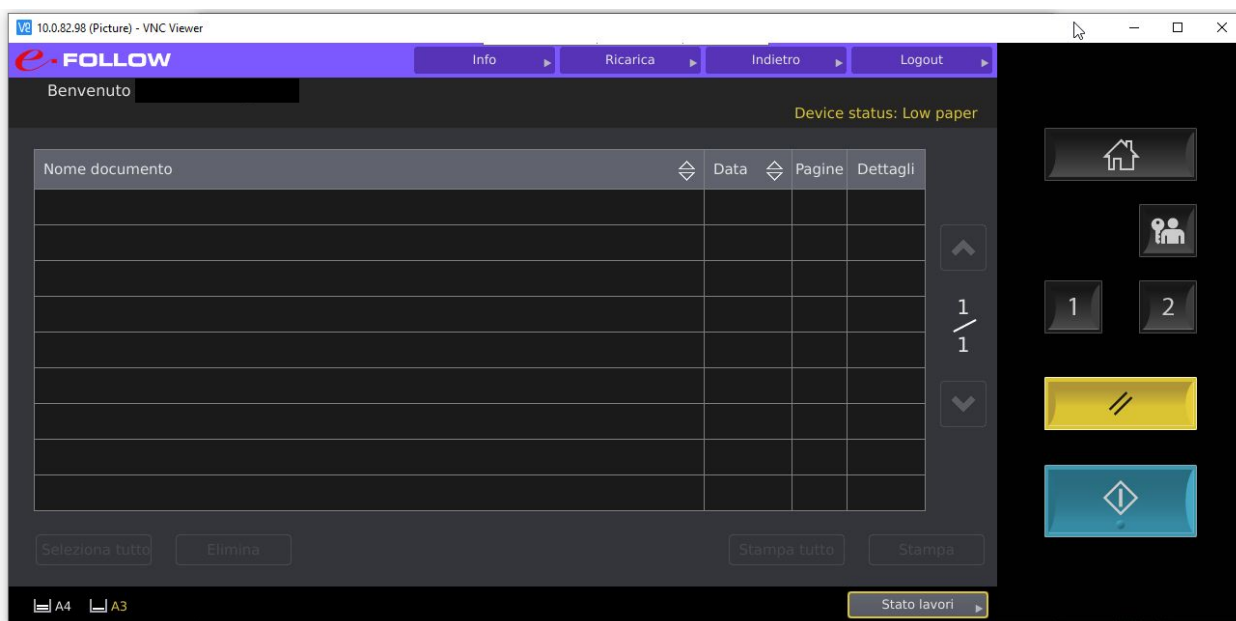 10.0.82.98 (Picture) - VNC Viewer
e-FOLLOW Info Ricarica Indietro Logout
Benvenuto
Device status: Low paper
Nome documento Data Pagine Dettagli
1
1
1 2
Seleziona tutto Elimina Stampa tutto Stampa
A4 A3 Stato lavori